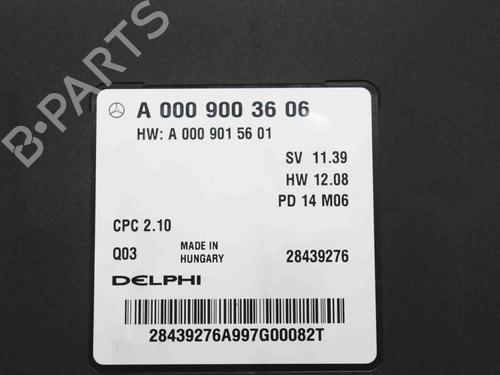 B-PARTS
A 000 900 36 06
HW: A 000 901 56 01
SV 11.39
HW 12.08
PD 14 M06
CPC 2.10
Q03 MADE IN HUNGARY 28439276
DELPHI
28439276A997G00082T